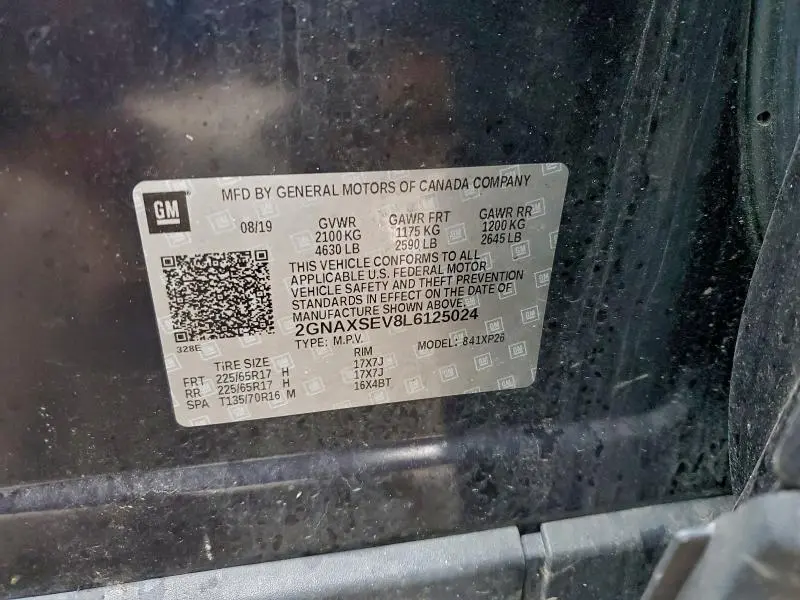 MFD BY GENERAL MOTORS OF CANADA COMPANY
GM
08/19 GVWR GAWR FRT GAWR RR
2100 KG 1175 KG 1200 KG
4630 LB 2590 LB 2645 LB
THIS VEHICLE CONFORMS TO ALL
APPLICABLE U.S. FEDERAL MOTOR
VEHICLE SAFETY AND THEFT PREVENTION
STANDARDS IN EFFECT ON THE DATE OF
MANUFACTURE SHOWN ABOVE.
2GNAXSEV8L6125024
328E
TYPE: M.P.V. MODEL: 841XP26
TIRE SIZE RIM
FRT 225/65R17 H 17X7J
RR 225/65R17 H 17X7J
SPA T135/70R16 M 16X4BT